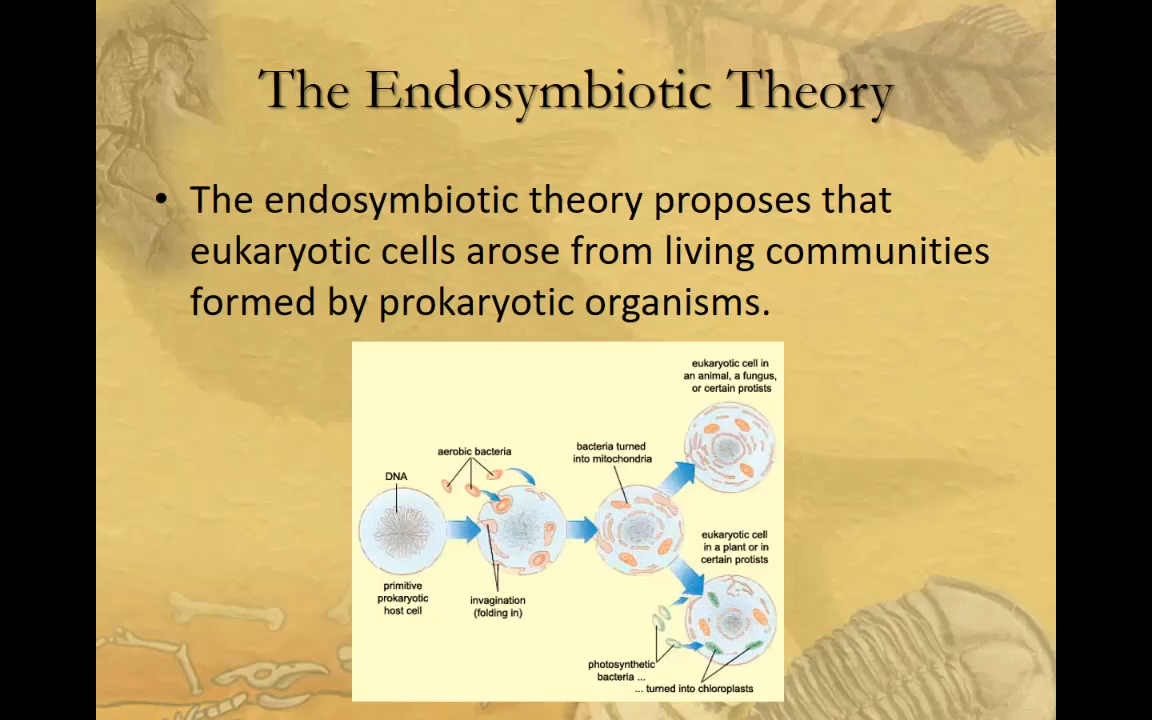 The Endosymbiotic Theory
• The endosymbiotic theory proposes that
eukaryotic cells arose from living communities
formed by prokaryotic organisms.
eukaryotic cell in
an animal, a fungus,
or certain protists
aerobic bacteria
bacteria turned
into mitochondria
DNA
eukaryotic cell
in a plant or in
certain protists
primitive
prokaryotic
host cell
invagination
(folding in)
photosynthetic
bacteria ...
... turned into chloroplasts